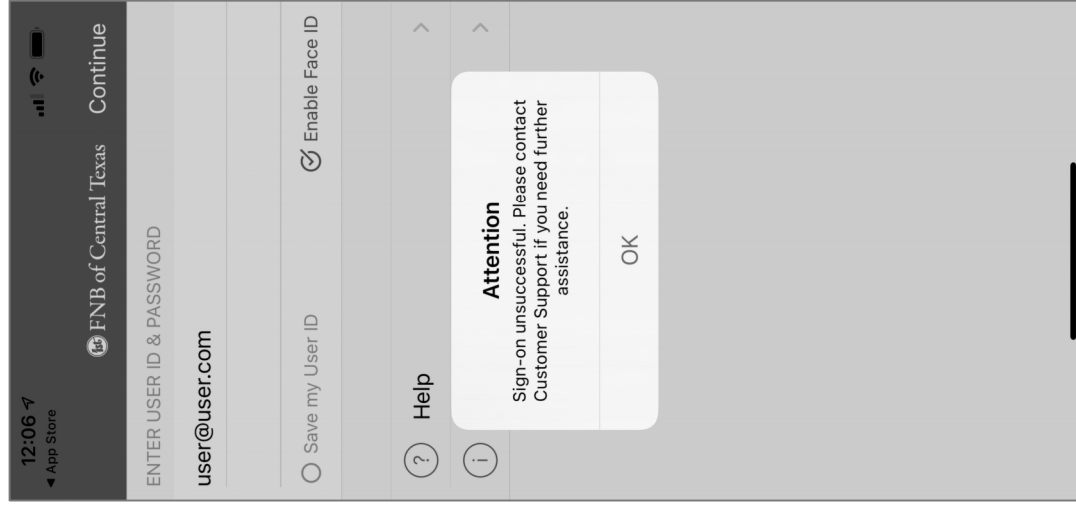 12:06
◀ App Store
FNB of Central Texas
Continue
ENTER USER ID & PASSWORD
user@user.com
Save my User ID
Enable Face ID
? Help
i
Attention
Sign-on unsuccessful. Please contact
Customer Support if you need further
assistance.
OK